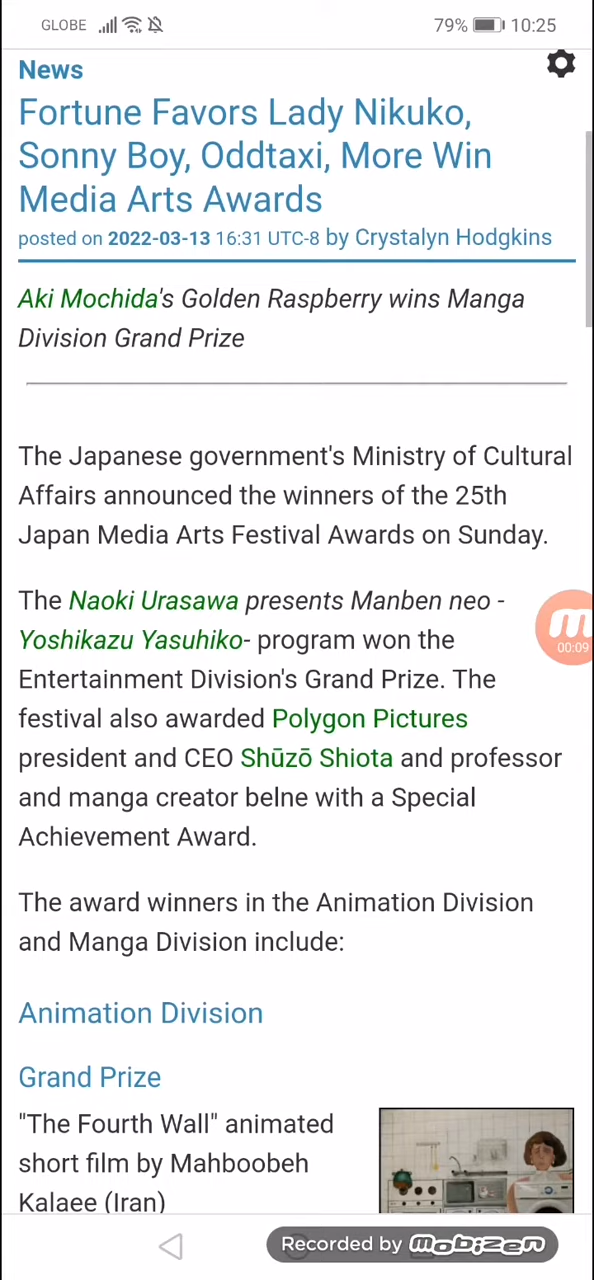 GLOBE 79% 10:25
News
Fortune Favors Lady Nikuko,
Sonny Boy, Oddtaxi, More Win
Media Arts Awards
posted on 2022-03-13 16:31 UTC-8 by Crystalyn Hodgkins
Aki Mochida's Golden Raspberry wins Manga
Division Grand Prize
The Japanese government's Ministry of Cultural
Affairs announced the winners of the 25th
Japan Media Arts Festival Awards on Sunday.
The Naoki Urasawa presents Manben neo -
Yoshikazu Yasuhiko- program won the
Entertainment Division's Grand Prize. The
festival also awarded Polygon Pictures
president and CEO Shūzō Shiota and professor
and manga creator belne with a Special
Achievement Award.
00:09
The award winners in the Animation Division
and Manga Division include:
Animation Division
Grand Prize
"The Fourth Wall" animated
short film by Mahboobeh
Kalaee (Iran)
Recorded by mobizen